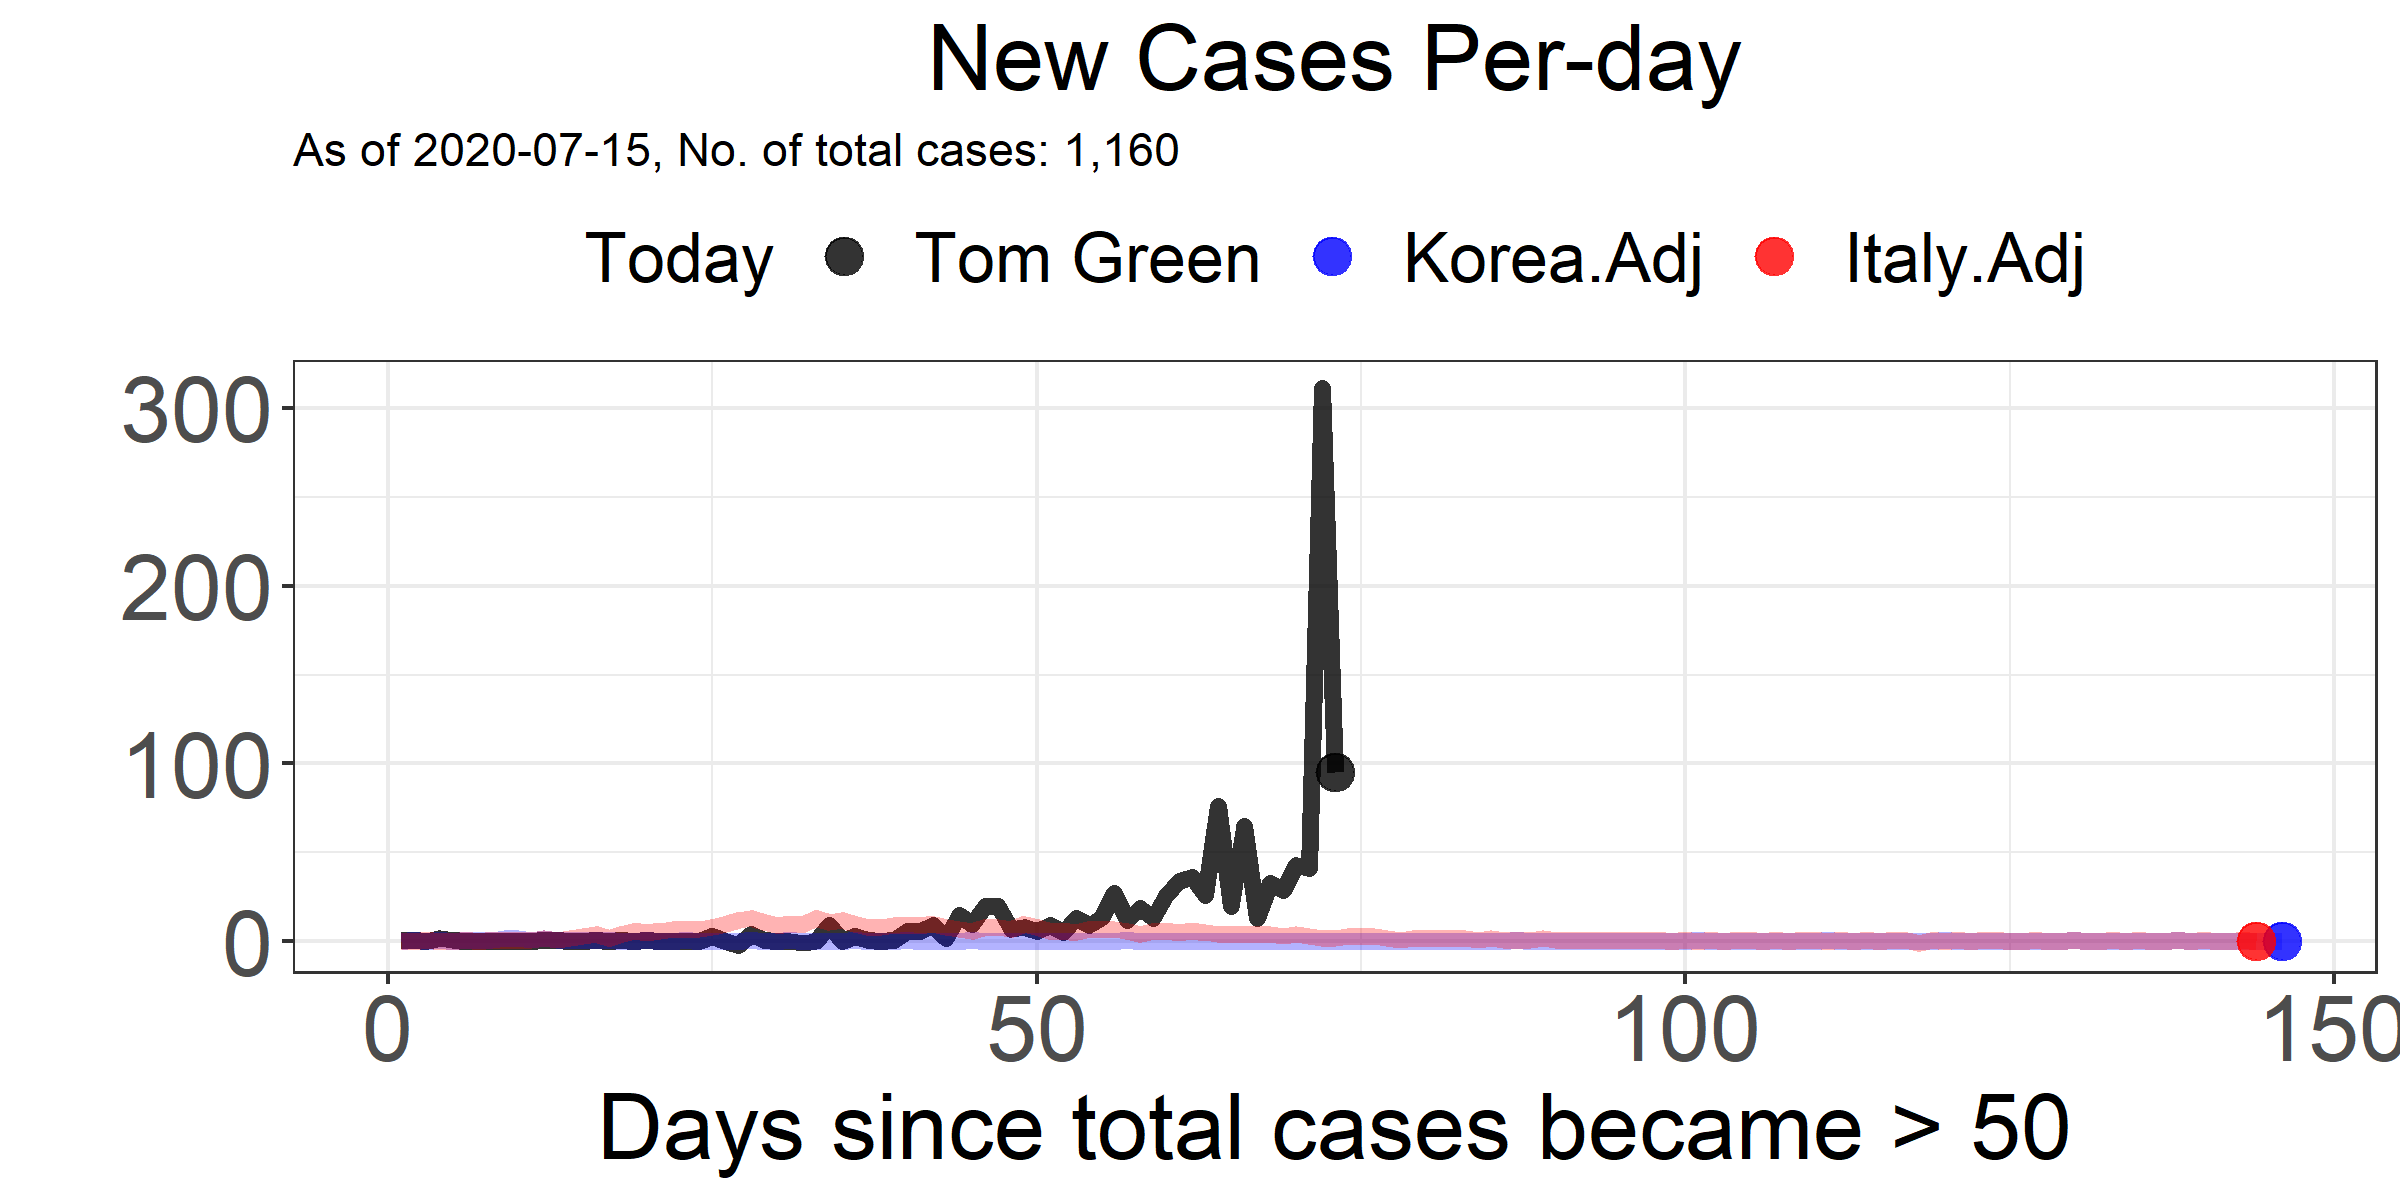 New Cases Per-day
As of 2020-07-15, No. of total cases: 1,160
Today Tom Green Korea.Adj Italy.Adj
300
200
100
0
0 50 100 150
Days since total cases became > 50